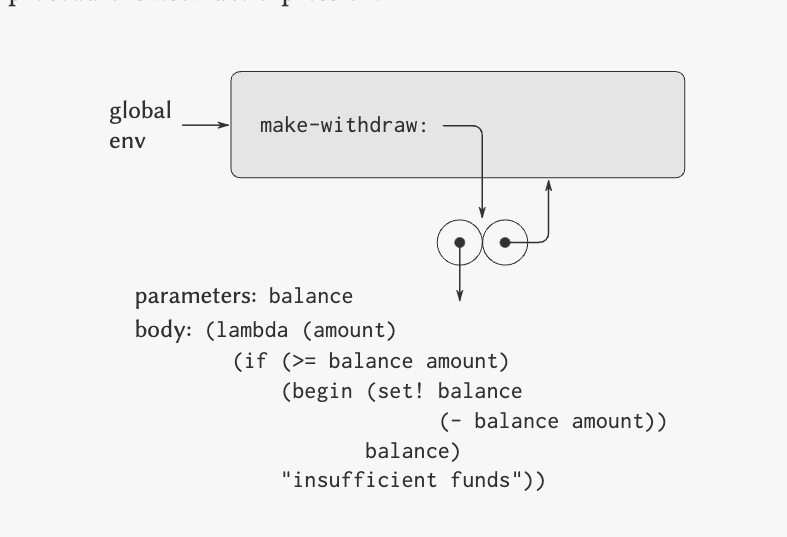 global
env
make-withdraw:
parameters: balance
body: (lambda (amount)
(if (>= balance amount)
(begin (set! balance
(- balance amount))
balance)
"insufficient funds"))